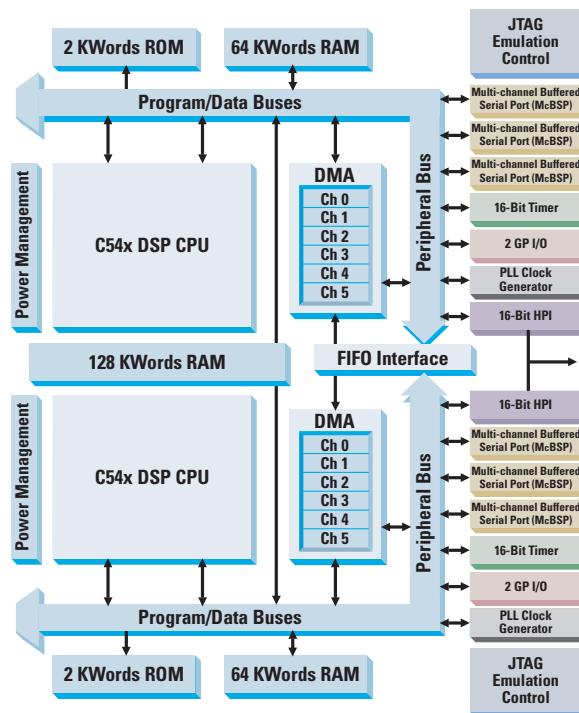 2 KWords ROM
64 KWords RAM
JTAG
Emulation
Control
Program/Data Buses
Multi-channel Buffered
Serial Port (McBSP)
Multi-channel Buffered
Serial Port (McBSP)
Multi-channel Buffered
Serial Port (McBSP)
16-Bit Timer
2 GP I/O
PLL Clock
Generator
16-Bit HPI
Peripheral Bus
Power Management
C54x DSP CPU
DMA
Ch 0
Ch 1
Ch 2
Ch 3
Ch 4
Ch 5
128 KWords RAM
FIFO Interface
Power Management
C54x DSP CPU
DMA
Ch 0
Ch 1
Ch 2
Ch 3
Ch 4
Ch 5
Peripheral Bus
16-Bit HPI
Multi-channel Buffered
Serial Port (McBSP)
Multi-channel Buffered
Serial Port (McBSP)
Multi-channel Buffered
Serial Port (McBSP)
16-Bit Timer
2 GP I/O
PLL Clock
Generator
Program/Data Buses
2 KWords ROM
64 KWords RAM
JTAG
Emulation
Control